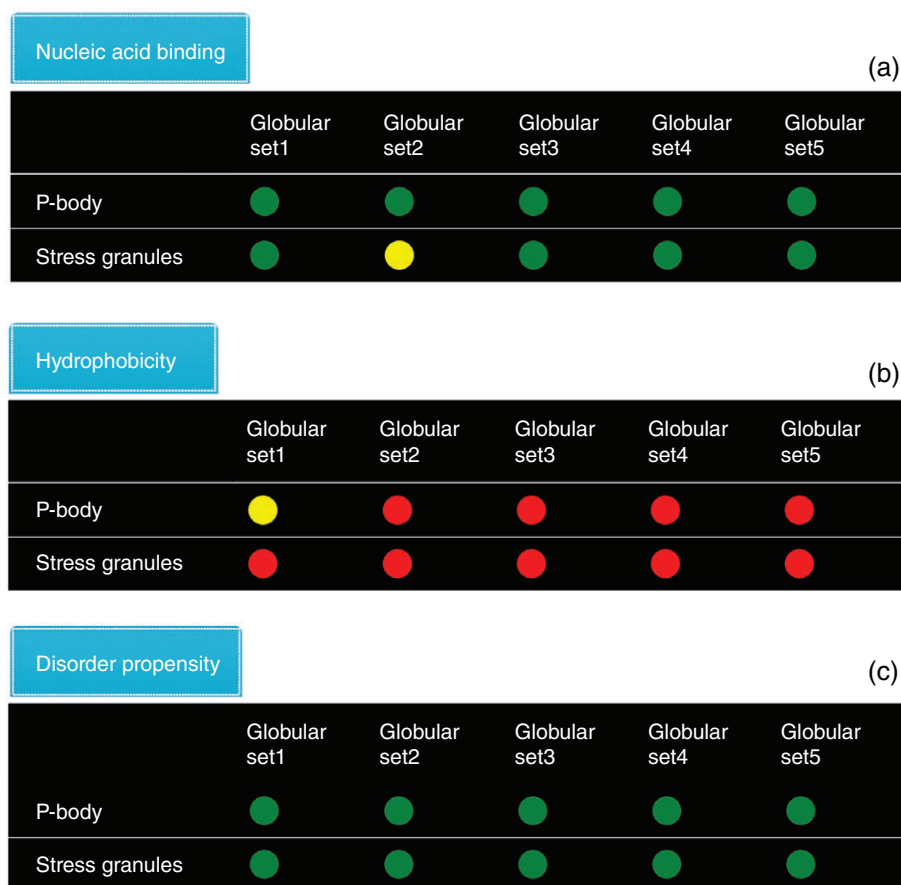 Nucleic acid binding
(a)
Globular Globular Globular Globular Globular
set1 set2 set3 set4 set5
P-body
Stress granules
Hydrophobicity
(b)
Globular Globular Globular Globular Globular
set1 set2 set3 set4 set5
P-body
Stress granules
Disorder propensity
(c)
Globular Globular Globular Globular Globular
set1 set2 set3 set4 set5
P-body
Stress granules